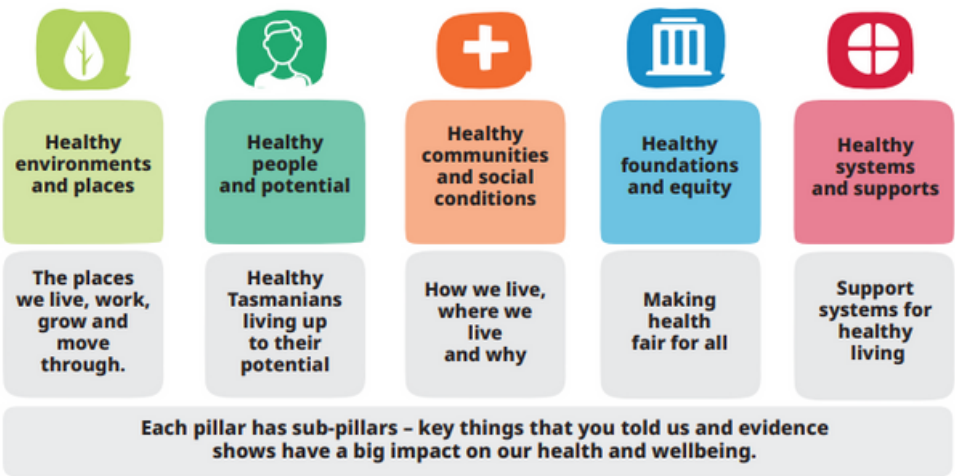 Healthy
environments
and places
Healthy
people
and potential
Healthy
communities
and social
conditions
Healthy
foundations
and equity
Healthy
systems
and supports
The places
we live, work,
grow and
move
through.
Healthy
Tasmanians
living up
to their
potential
How we live,
where we
live
and why
Making
health
fair for all
Support
systems for
healthy
living
Each pillar has sub-pillars – key things that you told us and evidence
shows have a big impact on our health and wellbeing.